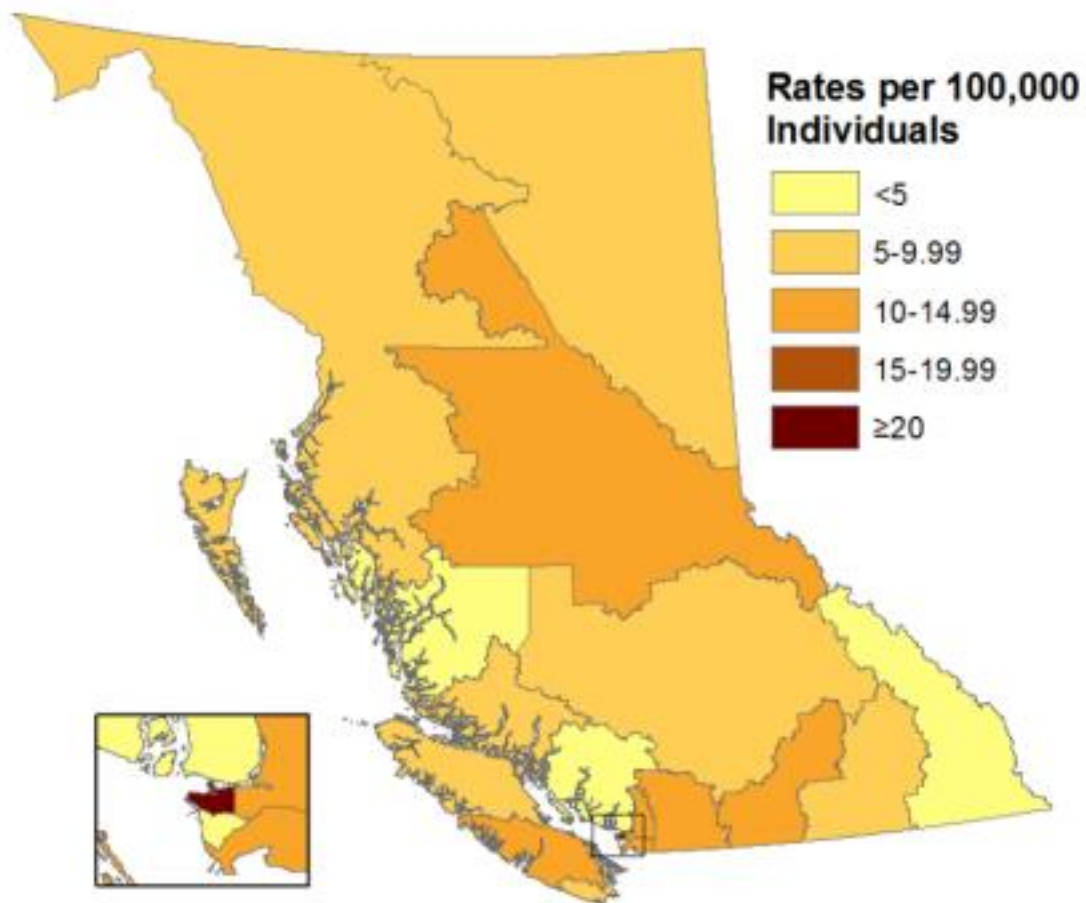 Rates per 100,000
Individuals
<5
5-9.99
10-14.99
15-19.99
≥20